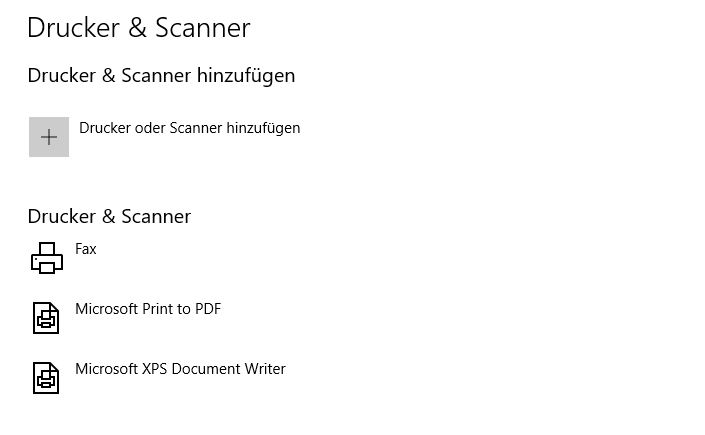 Drucker & Scanner
Drucker & Scanner hinzufügen
Drucker oder Scanner hinzufügen
Drucker & Scanner
Fax
Microsoft Print to PDF
Microsoft XPS Document Writer